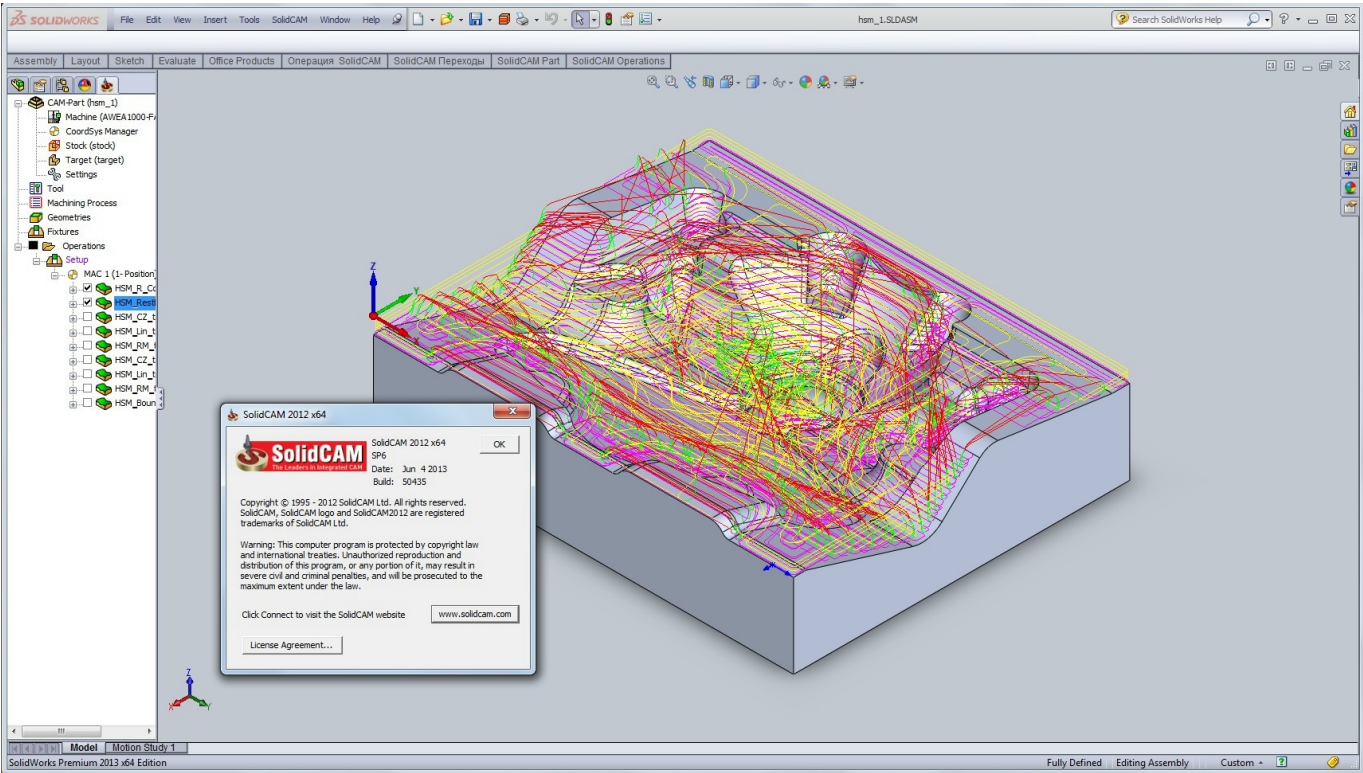 SOLIDWORKS File Edit View Insert Tools SolidCAM Window Help hsm_1.SLDASM Search SolidWorks Help
Assembly Layout Sketch Evaluate Office Products Операция SolidCAM SolidCAM Переходы SolidCAM Part SolidCAM Operations
CAM-Part (hsm_1)
Machine (AWEA1000-F
CoordSys Manager
Stock (stock)
Target (target)
Settings
Tool
Machining Process
Geometries
Fixtures
Operations
Setup
MAC 1 (1- Position)
HSM_R_Co
HSM_Rest
HSM_CZ_t
HSM_Lin_t
HSM_RM_t
HSM_CZ_t
HSM_Lin_t
HSM_RM_t
HSM_Boun
Z
Y
X
SolidCAM 2012 x64
SolidCAM
The Leaders in Integrated CAM
SolidCAM 2012 x64
SP6
Date: Jun 4 2013
Build: 50435
OK
Copyright © 1995 - 2012 SolidCAM Ltd. All rights reserved.
SolidCAM, SolidCAM logo and SolidCAM2012 are registered
trademarks of SolidCAM Ltd.
Warning: This computer program is protected by copyright law
and international treaties. Unauthorized reproduction and
distribution of this program, or any portion of it, may result in
severe civil and criminal penalties, and will be prosecuted to the
maximum extent under the law.
Click Connect to visit the SolidCAM website www.solidcam.com
License Agreement...
Z
X Y
Model Motion Study 1
SolidWorks Premium 2013 x64 Edition Fully Defined Editing Assembly Custom